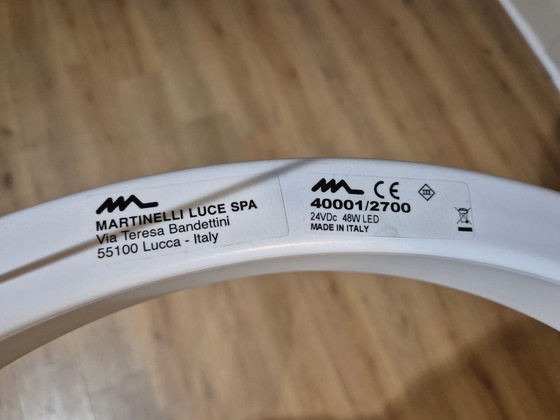 MARTINELLI LUCE SPA
Via Teresa Bandettini
55100 Lucca - Italy
CE
40001/2700
24VDc 48W LED
MADE IN ITALY